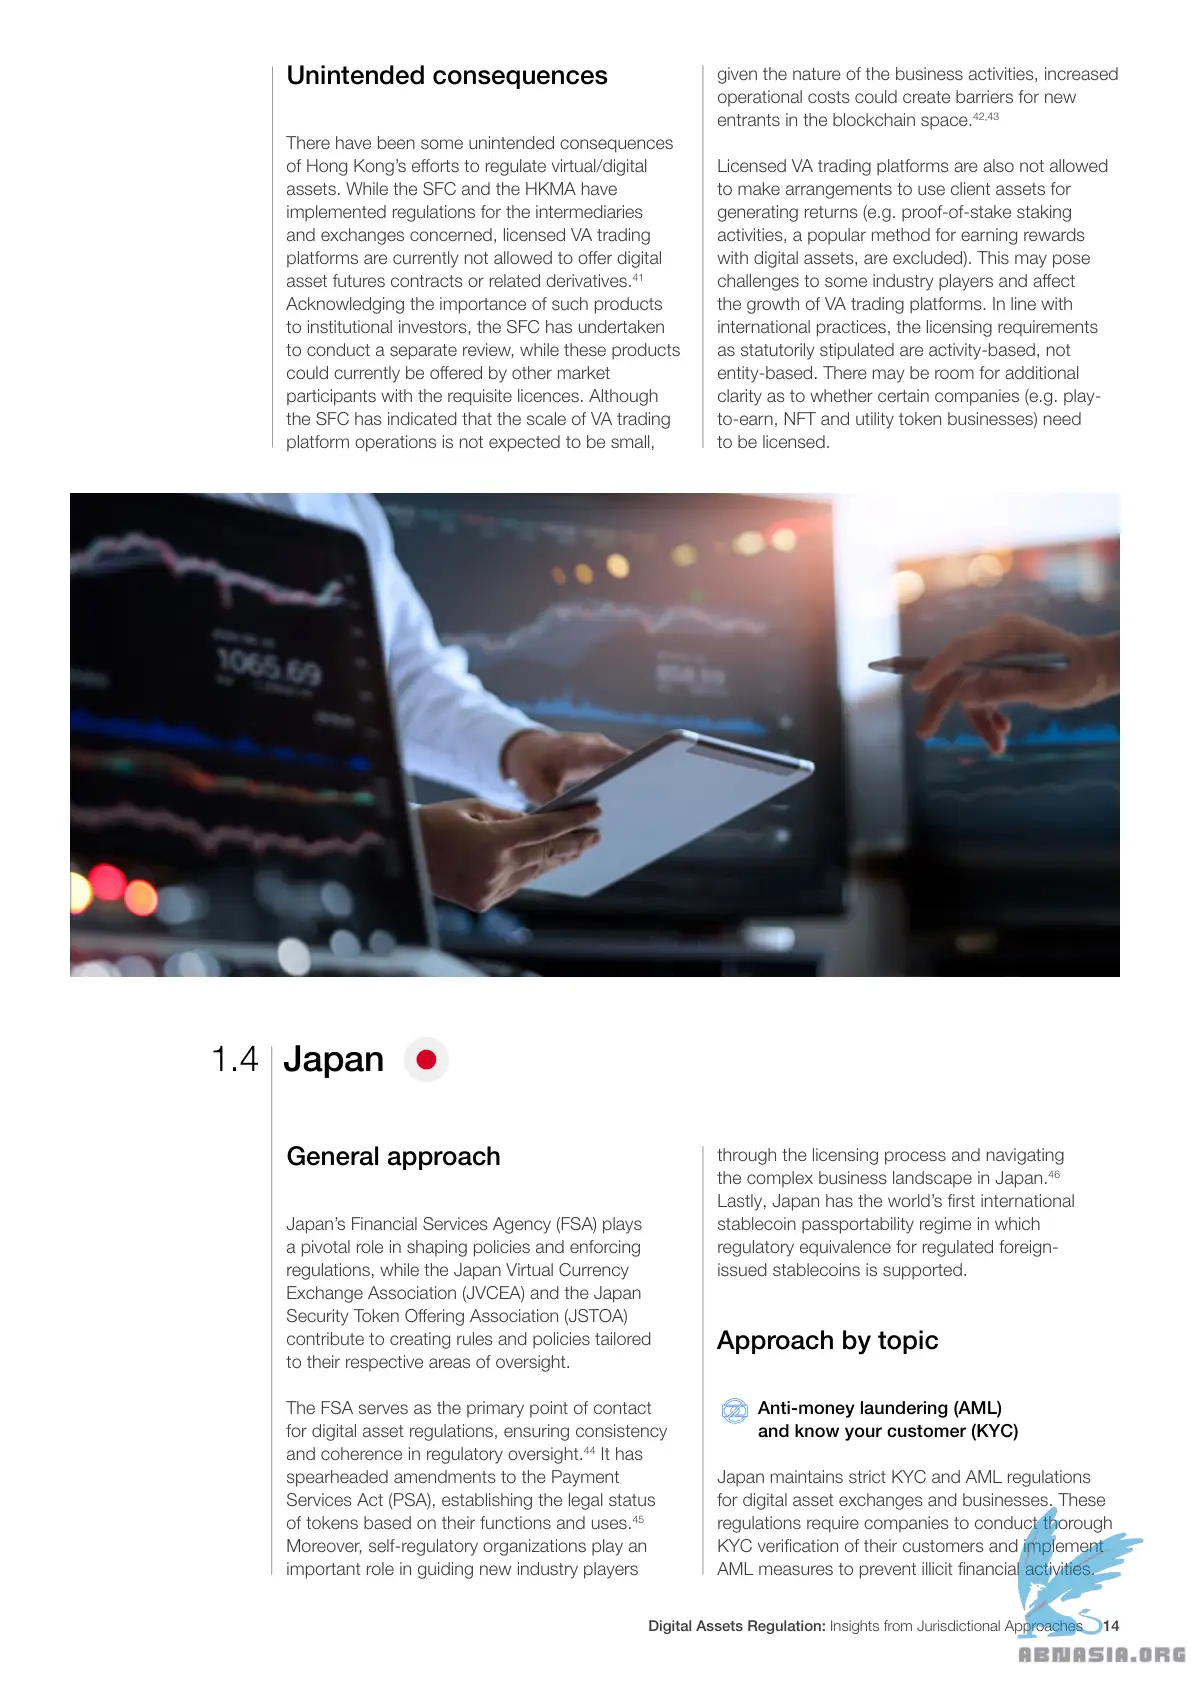 Unintended consequences
There have been some unintended consequences
of Hong Kong’s efforts to regulate virtual/digital
assets. While the SFC and the HKMA have
implemented regulations for the intermediaries
and exchanges concerned, licensed VA trading
platforms are currently not allowed to offer digital
asset futures contracts or related derivatives.41
Acknowledging the importance of such products
to institutional investors, the SFC has undertaken
to conduct a separate review, while these products
could currently be offered by other market
participants with the requisite licences. Although
the SFC has indicated that the scale of VA trading
platform operations is not expected to be small,
given the nature of the business activities, increased
operational costs could create barriers for new
entrants in the blockchain space.42,43
Licensed VA trading platforms are also not allowed
to make arrangements to use client assets for
generating returns (e.g. proof-of-stake staking
activities, a popular method for earning rewards
with digital assets, are excluded). This may pose
challenges to some industry players and affect
the growth of VA trading platforms. In line with
international practices, the licensing requirements
as statutorily stipulated are activity-based, not
entity-based. There may be room for additional
clarity as to whether certain companies (e.g. play-
to-earn, NFT and utility token businesses) need
to be licensed.
1065.69
1.4 Japan
General approach
Japan’s Financial Services Agency (FSA) plays
a pivotal role in shaping policies and enforcing
regulations, while the Japan Virtual Currency
Exchange Association (JVCEA) and the Japan
Security Token Offering Association (JSTOA)
contribute to creating rules and policies tailored
to their respective areas of oversight.
The FSA serves as the primary point of contact
for digital asset regulations, ensuring consistency
and coherence in regulatory oversight.44 It has
spearheaded amendments to the Payment
Services Act (PSA), establishing the legal status
of tokens based on their functions and uses.45
Moreover, self-regulatory organizations play an
important role in guiding new industry players
through the licensing process and navigating
the complex business landscape in Japan.46
Lastly, Japan has the world’s first international
stablecoin passportability regime in which
regulatory equivalence for regulated foreign-
issued stablecoins is supported.
Approach by topic
Anti-money laundering (AML)
and know your customer (KYC)
Japan maintains strict KYC and AML regulations
for digital asset exchanges and businesses. These
regulations require companies to conduct thorough
KYC verification of their customers and implement
AML measures to prevent illicit financial activities.
Digital Assets Regulation: Insights from Jurisdictional Approaches 14
ABNASIA.ORG